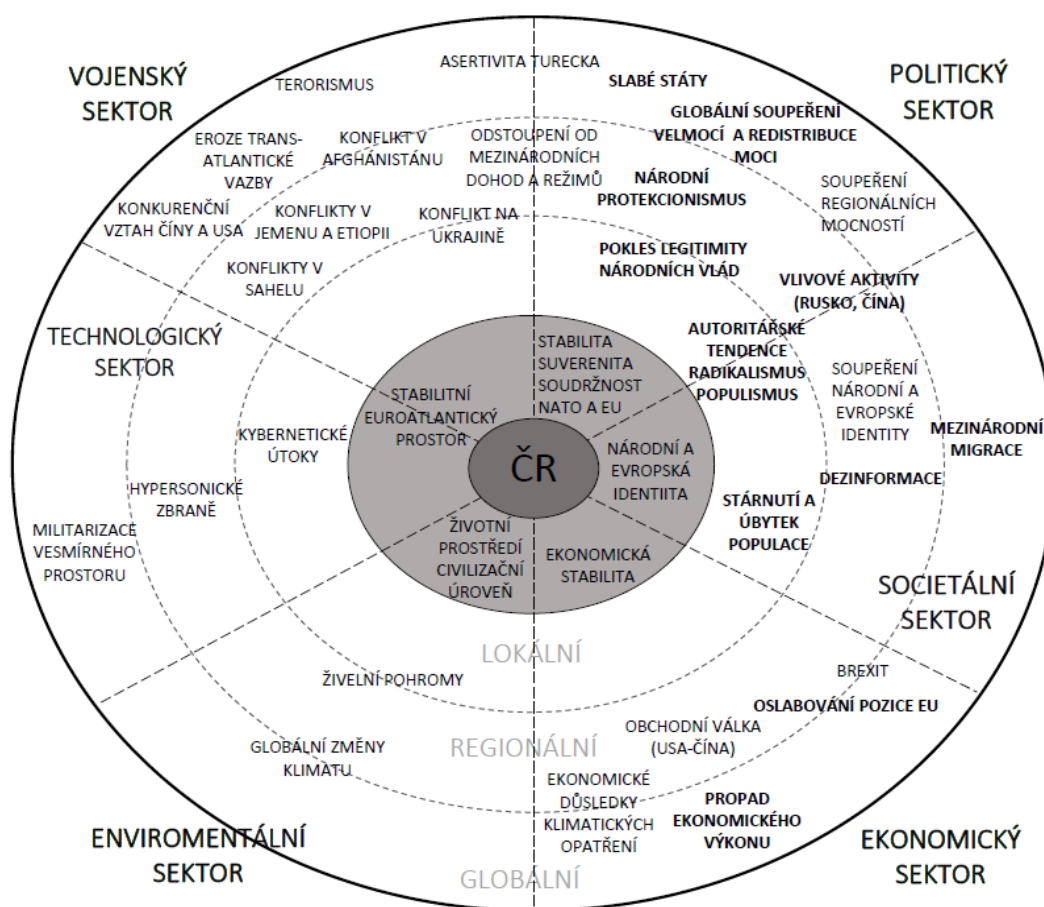 VOJENSKÝ
SEKTOR
TERORISMUS
ASERTIVITA TURECKA
SLABÉ STÁTY
POLITICKÝ
SEKTOR
GLOBÁLNÍ SOUPEŘENÍ
VELMOCÍ A REDISTRIBUCE
MOCI
EROZE TRANS-
ATLANTICKÉ
VAZBY
KONFLIKT V
AFGHÁNISTÁNU
ODSTOUPENÍ OD
MEZINÁRODNÍCH
DOHOD A REŽIMŮ
NÁRODNÍ
PROTEKCIONISMUS
SOUPEŘENÍ
REGIONÁLNÍCH
MOCNOSTÍ
KONKURENČNÍ
VZTAH ČÍNY A USA
KONFLIKTY V
JEMENU A ETIOPII
KONFLIKT NA
UKRAJINĚ
KONFLIKTY V
SAHELU
POKLES LEGITIMITY
NÁRODNÍCH VLÁD
VLIVOVÉ AKTIVITY
(RUSKO, ČÍNA)
TECHNOLOGICKÝ
SEKTOR
AUTORITÁŘSKÉ
TENDENCE
RADIKALISMUS
POPULISMUS
STABILITA
SUVERENITA
SOUDRŽNOST
NATO A EU
STABILITNÍ
EUROATLANTICKÝ
PROSTOR
SOUPEŘENÍ
NÁRODNÍ A
EVROPSKÉ
IDENTITY
MEZINÁRODNÍ
MIGRACE
KYBERNETICKÉ
ÚTOKY
ČR
NÁRODNÍ A
EVROPSKÁ
IDENTIITA
DEZINFORMACE
HYPERSONICKÉ
ZBRANĚ
STÁRNUTÍ A
ÚBYTEK
POPULACE
MILITARIZACE
VESMÍRNÉHO
PROSTORU
ŽIVOTNÍ
PROSTŘEDÍ
CIVILIZAČNÍ
ÚROVEŇ
EKONOMICKÁ
STABILITA
SOCIETÁLNÍ
SEKTOR
LOKÁLNÍ
ŽIVELNÍ POHROMY
BREXIT
OSLABOVÁNÍ POZICE EU
GLOBÁLNÍ ZMĚNY
KLIMATU
REGIONÁLNÍ
OBCHODNÍ VÁLKA
(USA-ČÍNA)
EKONOMICKÉ
DŮSLEDKY
KLIMATICKÝCH
OPATŘENÍ
PROPAD
EKONOMICKÉHO
VÝKONU
ENVIROMENTÁLNÍ
SEKTOR
GLOBÁLNÍ
EKONOMICKÝ
SEKTOR